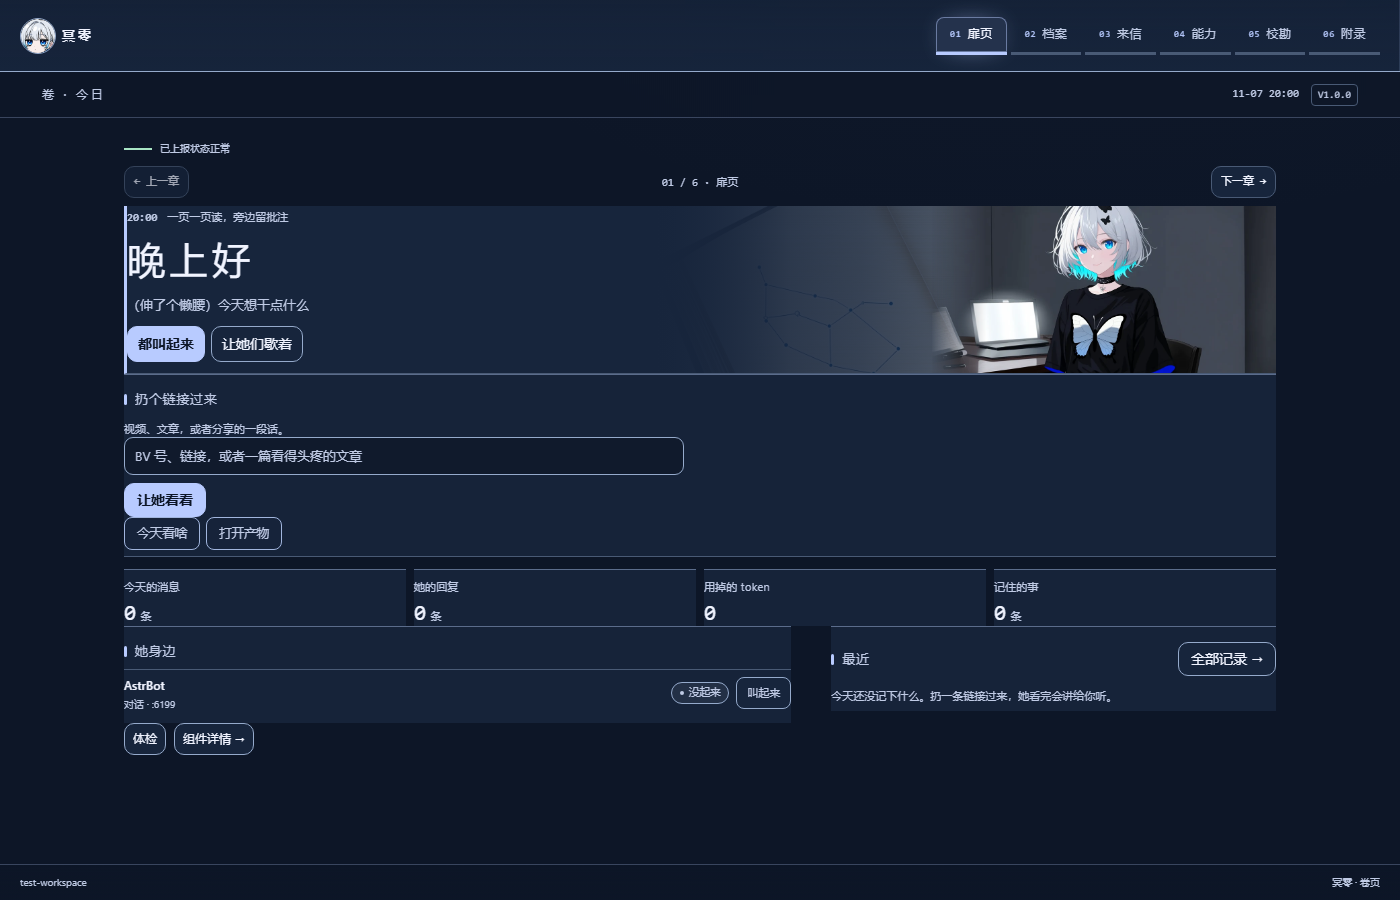 冥零
01 扉页
02 档案
03 来信
04 能力
05 校勘
06 附录
卷 · 今日
11-07 20:00
V1.0.0
已上报状态正常
← 上一章
01 / 6 · 扉页
下一章 →
20:00 一页一页读，旁边留批注
晚上好
（伸了个懒腰）今天想干点什么
都叫起来
让她们歇着
扔个链接过来
视频、文章，或者分享的一段话。
BV 号、链接，或者一篇看得头疼的文章
让她看看
今天看啥
打开产物
今天的消息
0 条
她的回复
0 条
用掉的 token
0
记住的事
0 条
她身边
AstrBot
对话 · :6199
• 没起来
叫起来
体检
组件详情 →
最近
全部记录 →
今天还没记下什么。扔一条链接过来，她看完会讲给你听。
test-workspace
冥零 · 卷页